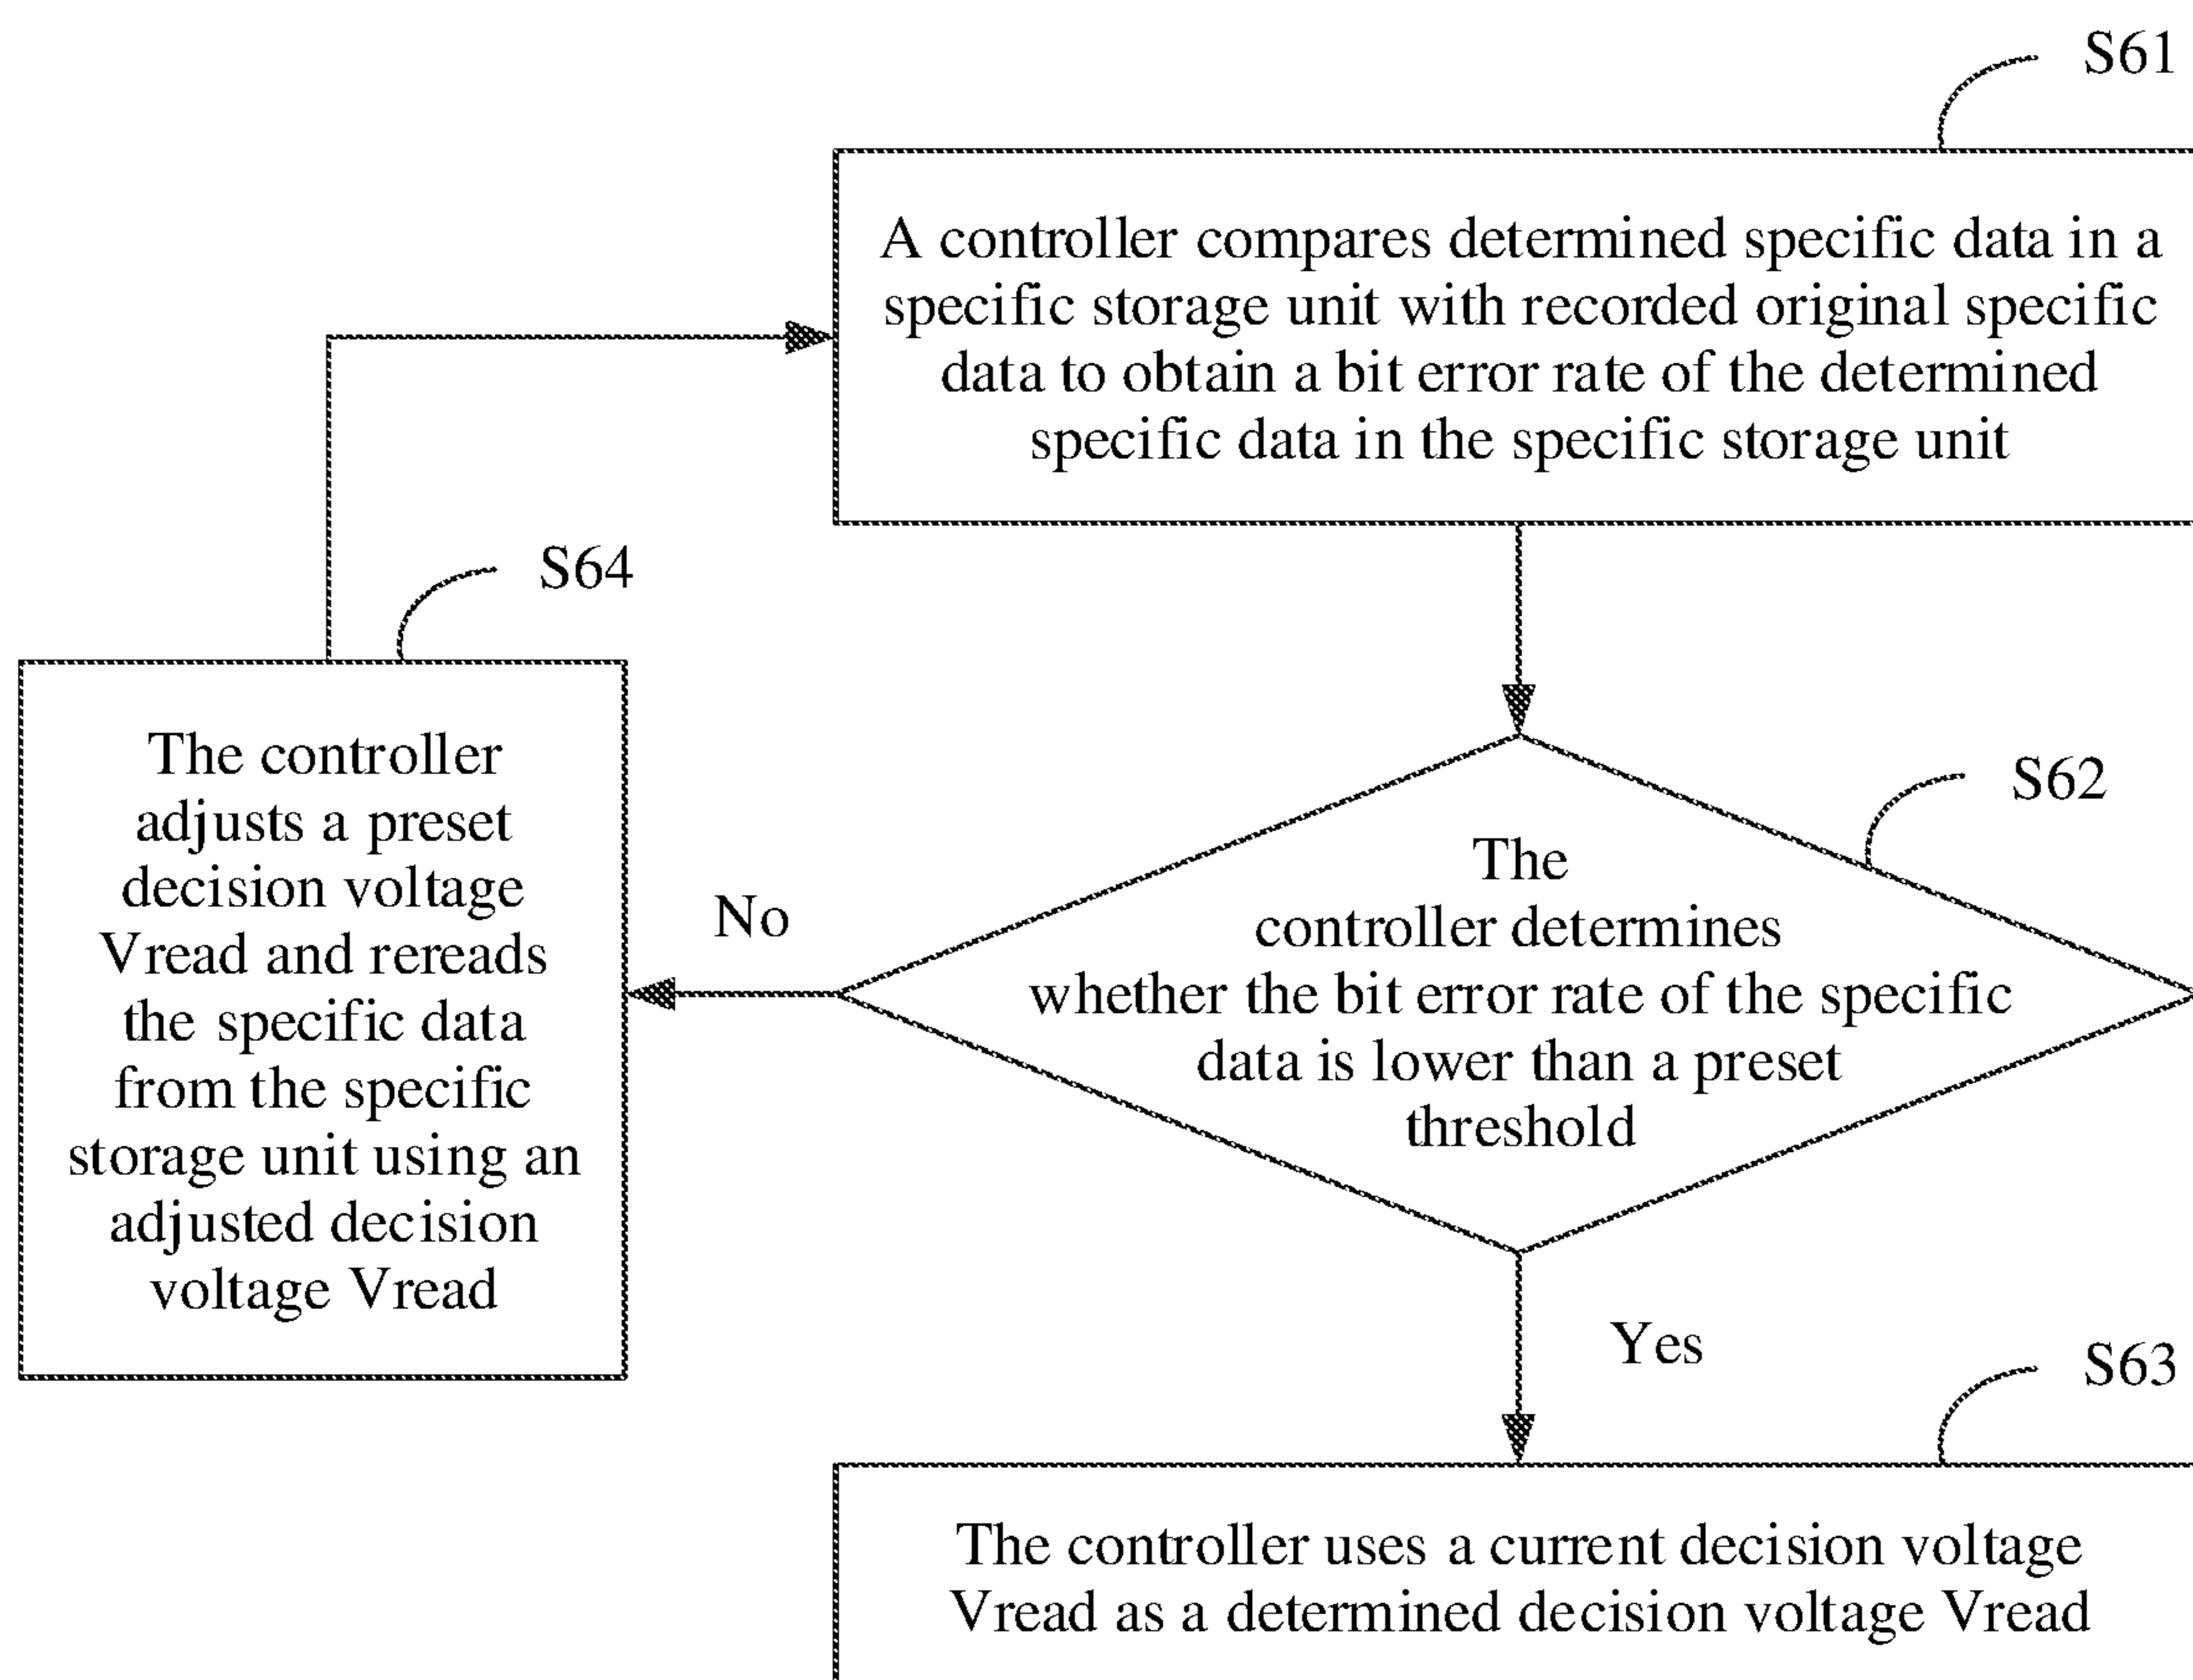 S61
A controller compares determined specific data in a
specific storage unit with recorded original specific
data to obtain a bit error rate of the determined
specific data in the specific storage unit
S64
The controller
adjusts a preset
decision voltage
Vread and rereads
the specific data
from the specific
storage unit using an
adjusted decision
voltage Vread
No
S62
The
controller determines
whether the bit error rate of the specific
data is lower than a preset
threshold
Yes
S63
The controller uses a current decision voltage
Vread as a determined decision voltage Vread